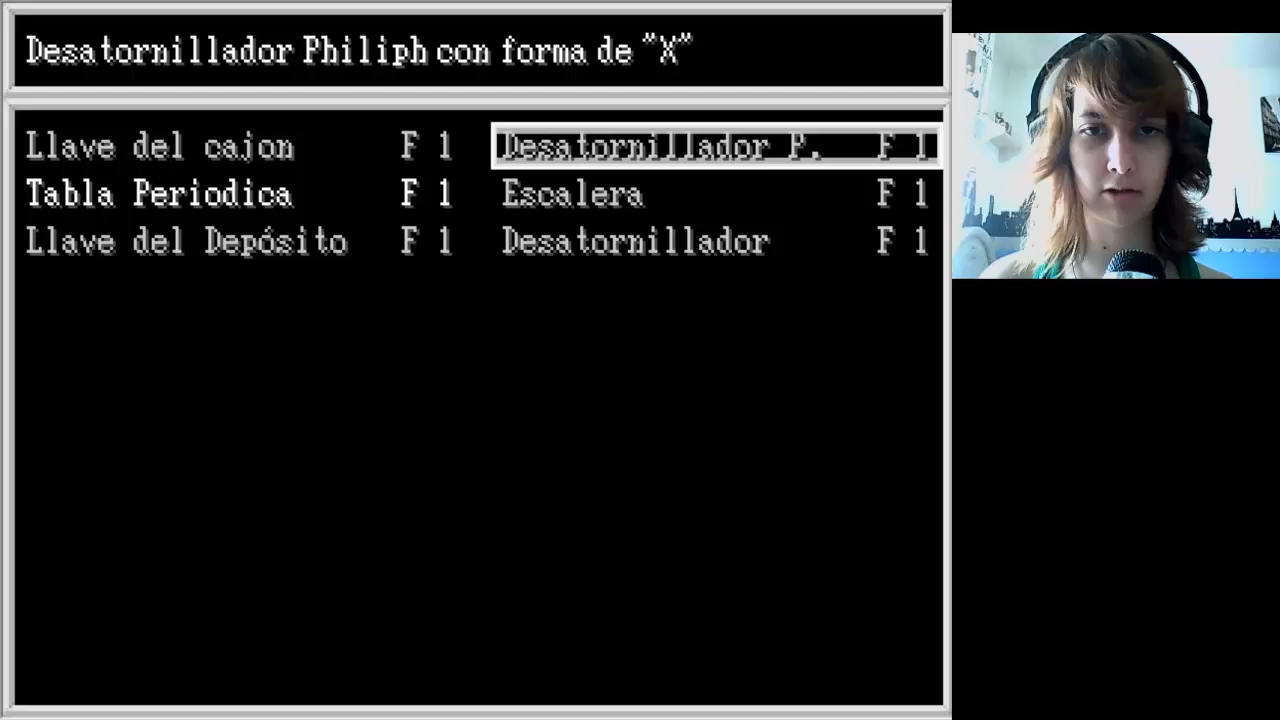 Desatornillador Philiph con forma de "X"
Llave del cajon F 1 Desatornillador P. F 1
Tabla Periodica F 1 Escalera F 1
Llave del Depósito F 1 Desatornillador F 1